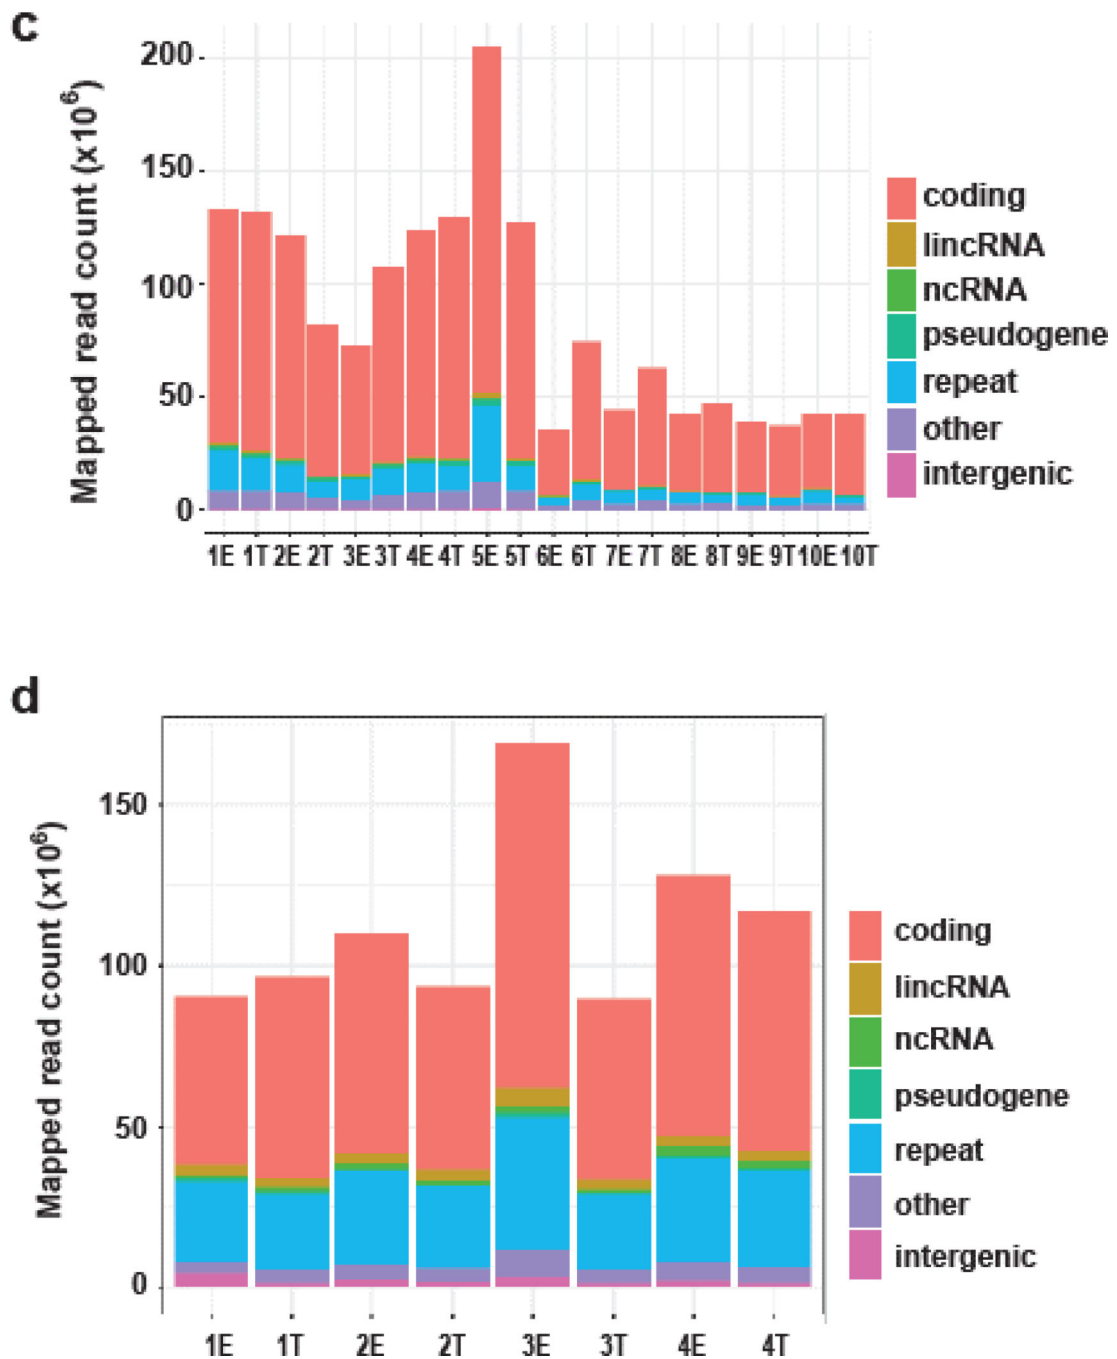 c
Mapped read count (x10⁶)
200
150
100
50
0
1E 1T 2E 2T 3E 3T 4E 4T 5E 5T 6E 6T 7E 7T 8E 8T 9E 9T 10E 10T
coding
lincRNA
ncRNA
pseudogene
repeat
other
intergenic
d
Mapped read count (x10⁶)
150
100
50
0
1E 1T 2E 2T 3E 3T 4E 4T
coding
lincRNA
ncRNA
pseudogene
repeat
other
intergenic